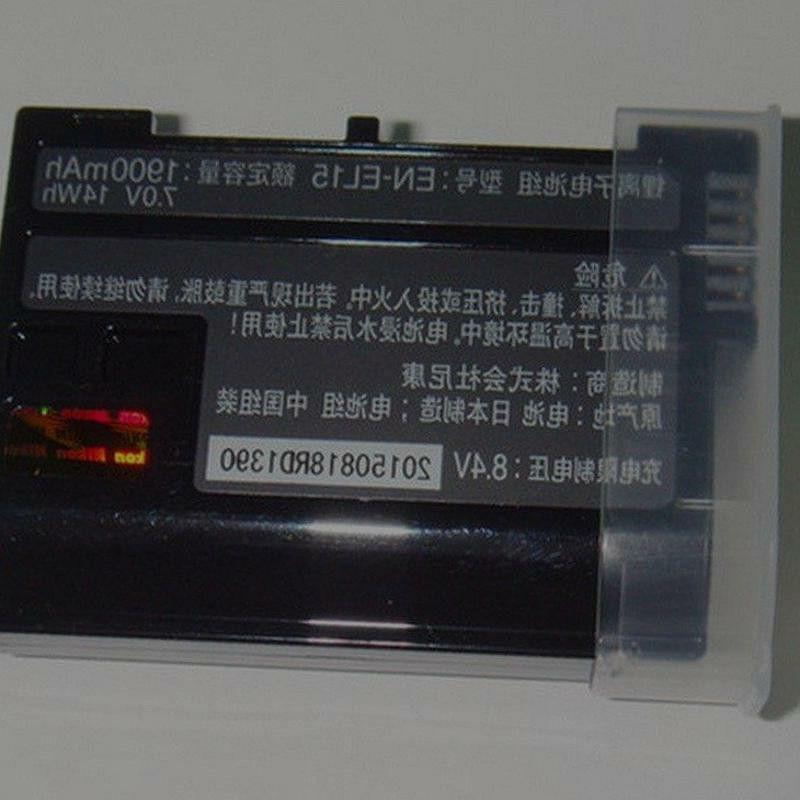 锂离子电池组 型号：EN-EL15 额定容量：1900mAh
7.0V 14Wh
⚠ 危险
禁止拆解、撞击、挤压或投入火中。若出现严重鼓胀，请勿继续使用。
请勿置于高温环境中。电池浸水后禁止使用！
制造商：株式会社尼康
原产地：电池 日本制造；电池组 中国组装
充电限制电压：8.4V 20150818RD1390
Nikon Nikon